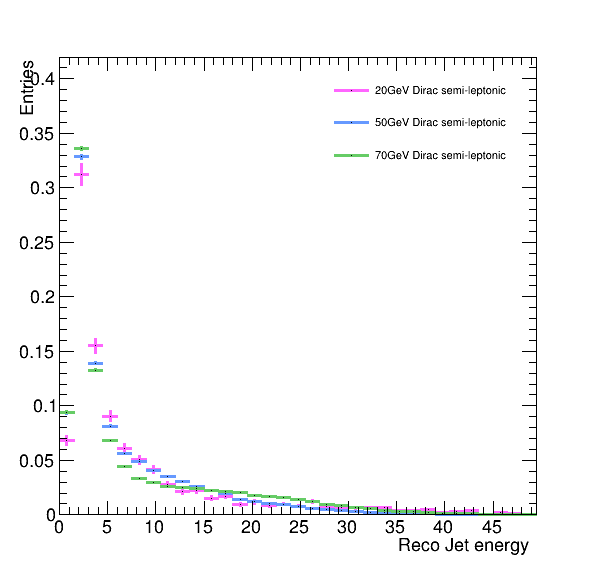 Entries
0.4
0.35
0.3
0.25
0.2
0.15
0.1
0.05
0
20GeV Dirac semi-leptonic
50GeV Dirac semi-leptonic
70GeV Dirac semi-leptonic
0 5 10 15 20 25 30 35 40 45
Reco Jet energy